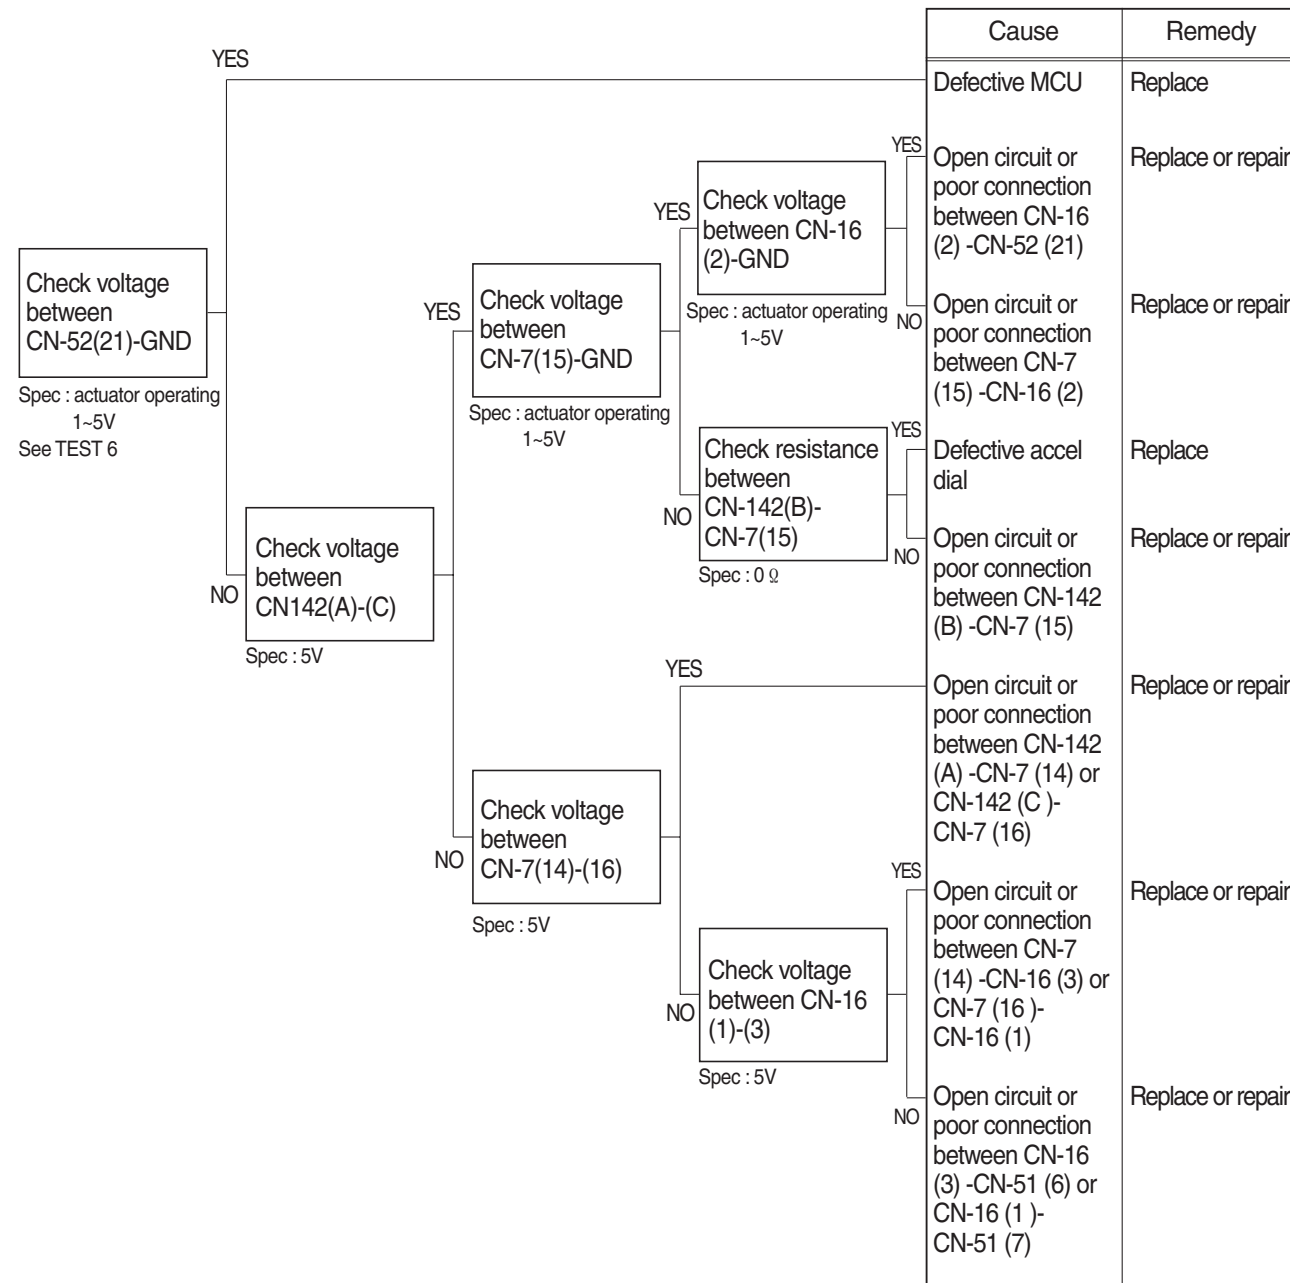 Cause
Remedy
YES
Defective MCU
Replace
YES
Open circuit or
poor connection
between CN-16
(2) -CN-52 (21)
Replace or repair
YES
Check voltage
between CN-16
(2)-GND
Spec : actuator operating
1~5V
NO
Open circuit or
poor connection
between CN-7
(15) -CN-16 (2)
Replace or repair
Check voltage
between
CN-52(21)-GND
Spec : actuator operating
1~5V
See TEST 6
YES
Check voltage
between
CN-7(15)-GND
Spec : actuator operating
1~5V
YES
Defective accel
dial
Replace
NO
Check resistance
between
CN-142(B)-
CN-7(15)
Spec : 0 Ω
NO
Open circuit or
poor connection
between CN-142
(B) -CN-7 (15)
Replace or repair
NO
Check voltage
between
CN142(A)-(C)
Spec : 5V
YES
Open circuit or
poor connection
between CN-142
(A) -CN-7 (14) or
CN-142 (C )-
CN-7 (16)
Replace or repair
NO
Check voltage
between
CN-7(14)-(16)
Spec : 5V
YES
Open circuit or
poor connection
between CN-7
(14) -CN-16 (3) or
CN-7 (16 )-
CN-16 (1)
Replace or repair
NO
Check voltage
between CN-16
(1)-(3)
Spec : 5V
NO
Open circuit or
poor connection
between CN-16
(3) -CN-51 (6) or
CN-16 (1 )-
CN-51 (7)
Replace or repair